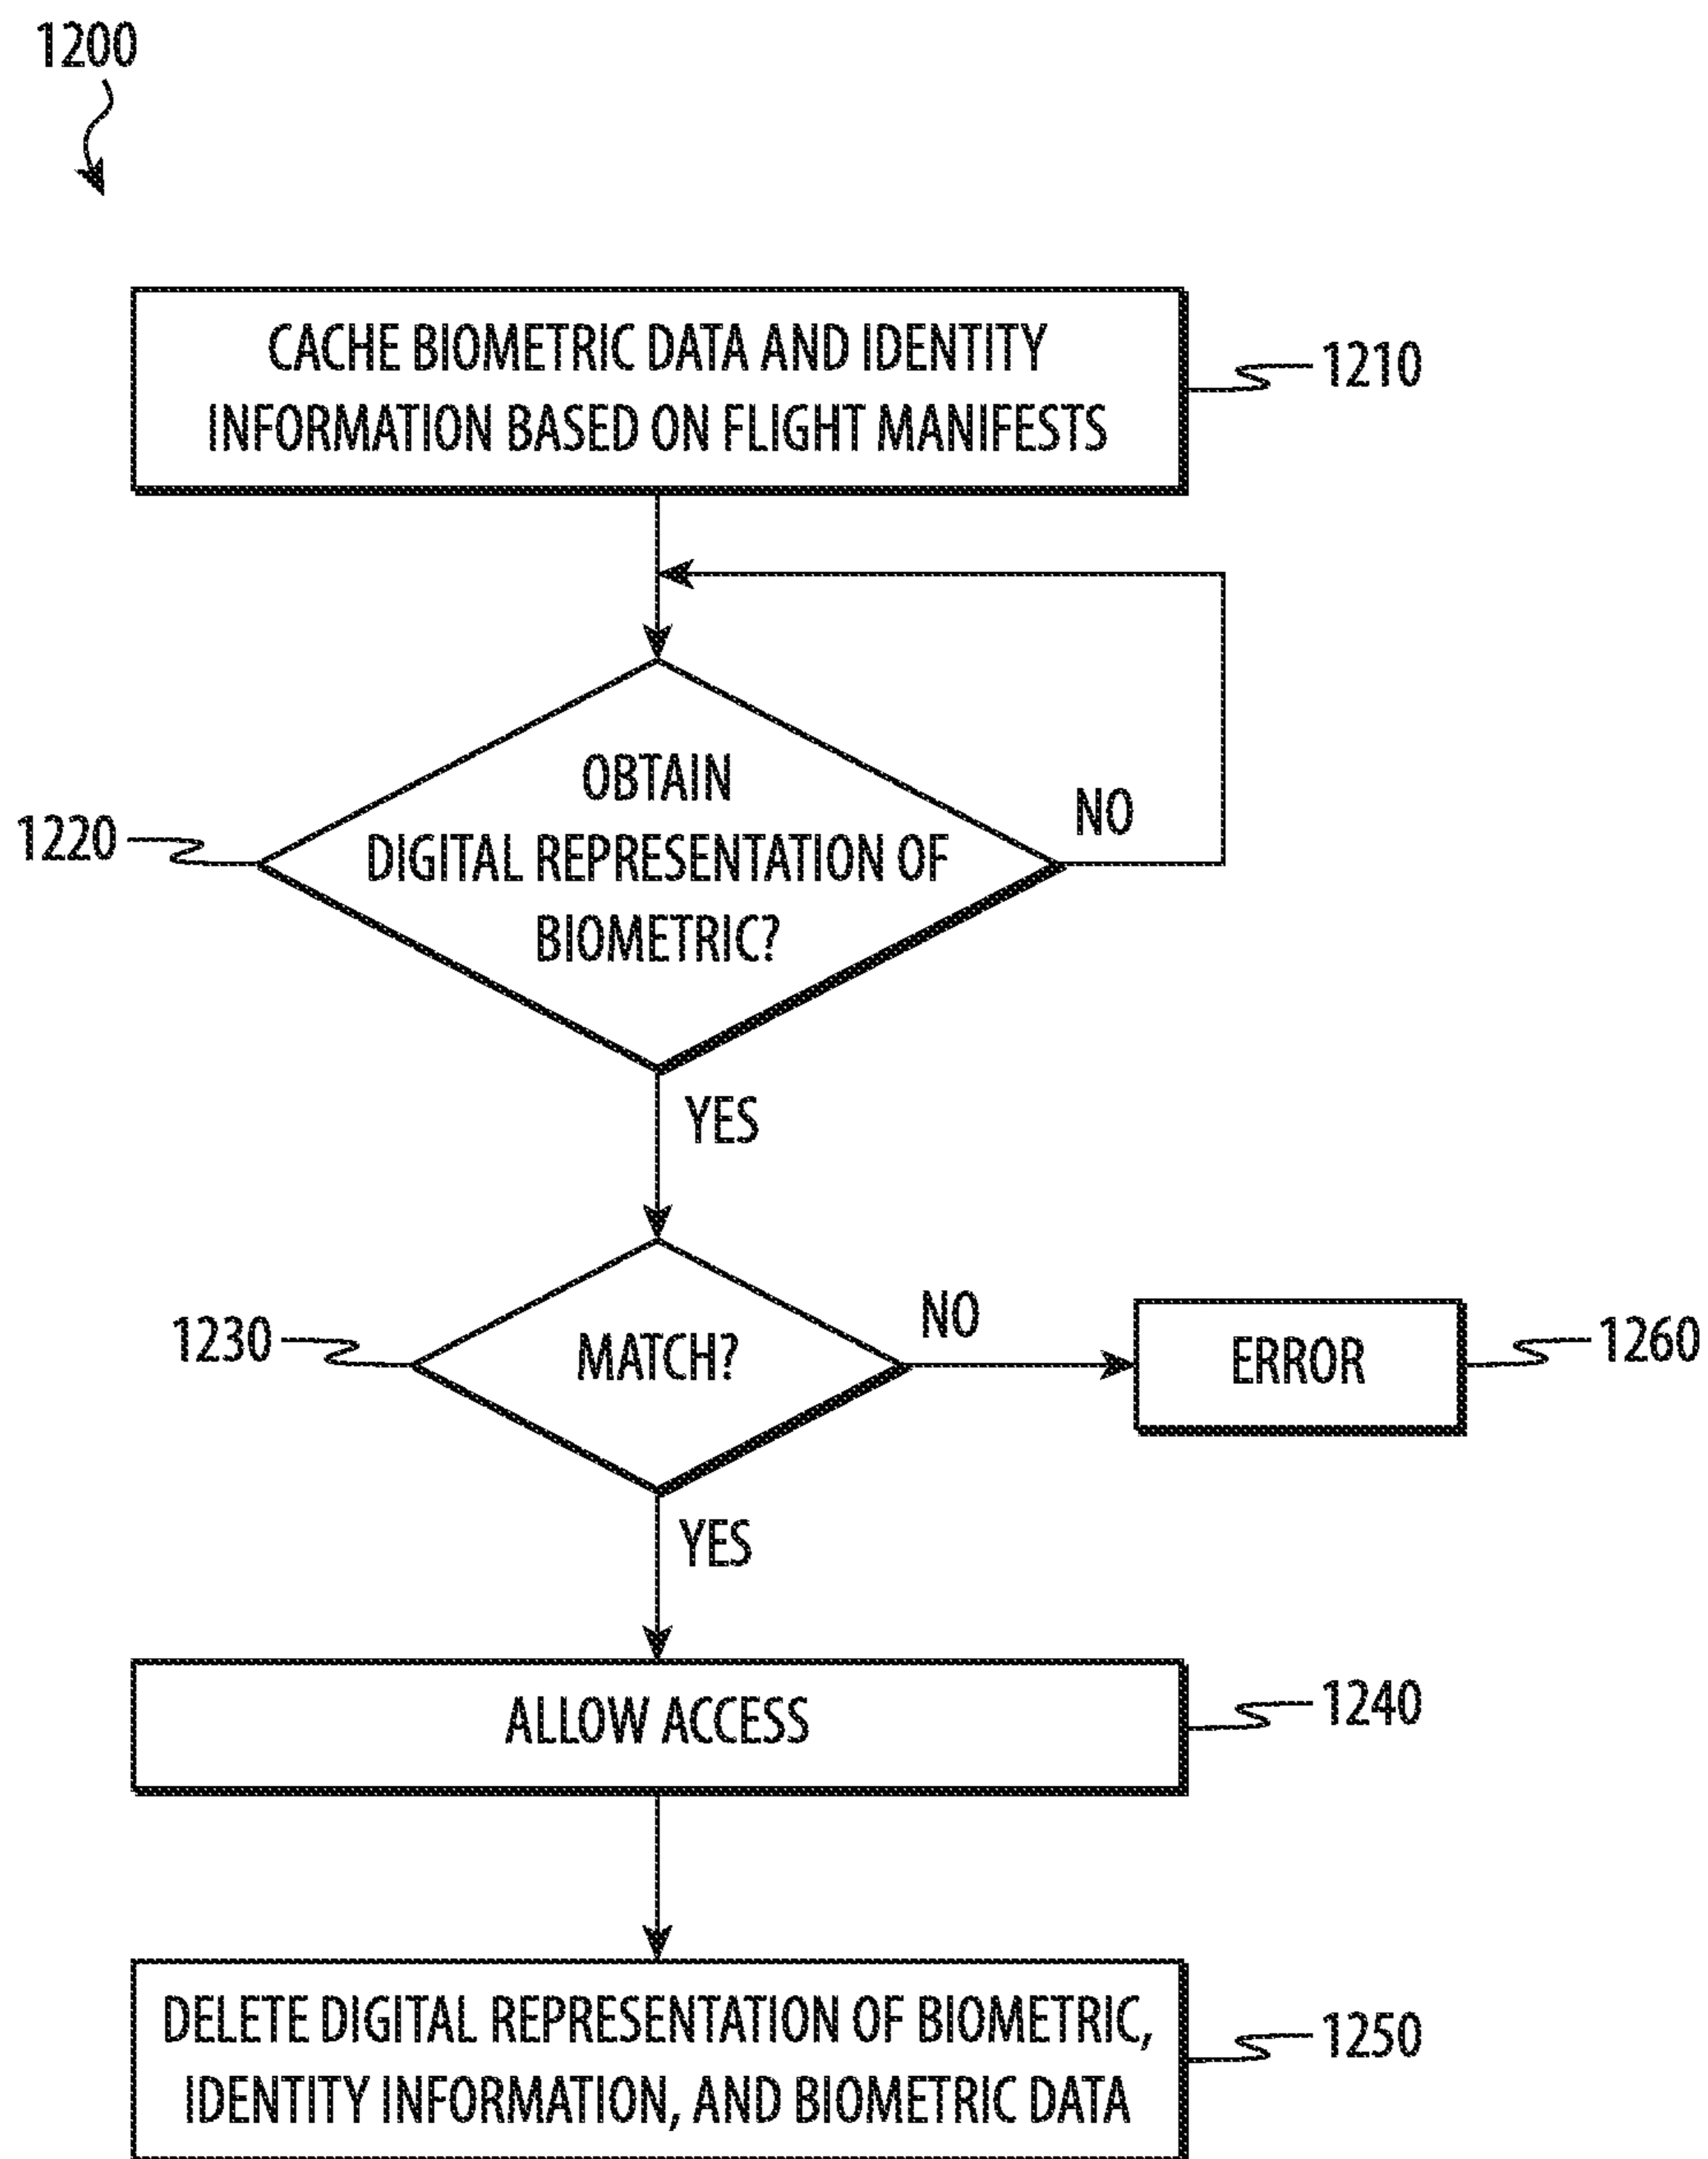 1200
CACHE BIOMETRIC DATA AND IDENTITY
INFORMATION BASED ON FLIGHT MANIFESTS
1210
OBTAIN
DIGITAL REPRESENTATION OF
BIOMETRIC?
1220
NO
YES
1230
MATCH?
NO
ERROR
1260
YES
ALLOW ACCESS
1240
DELETE DIGITAL REPRESENTATION OF BIOMETRIC,
IDENTITY INFORMATION, AND BIOMETRIC DATA
1250